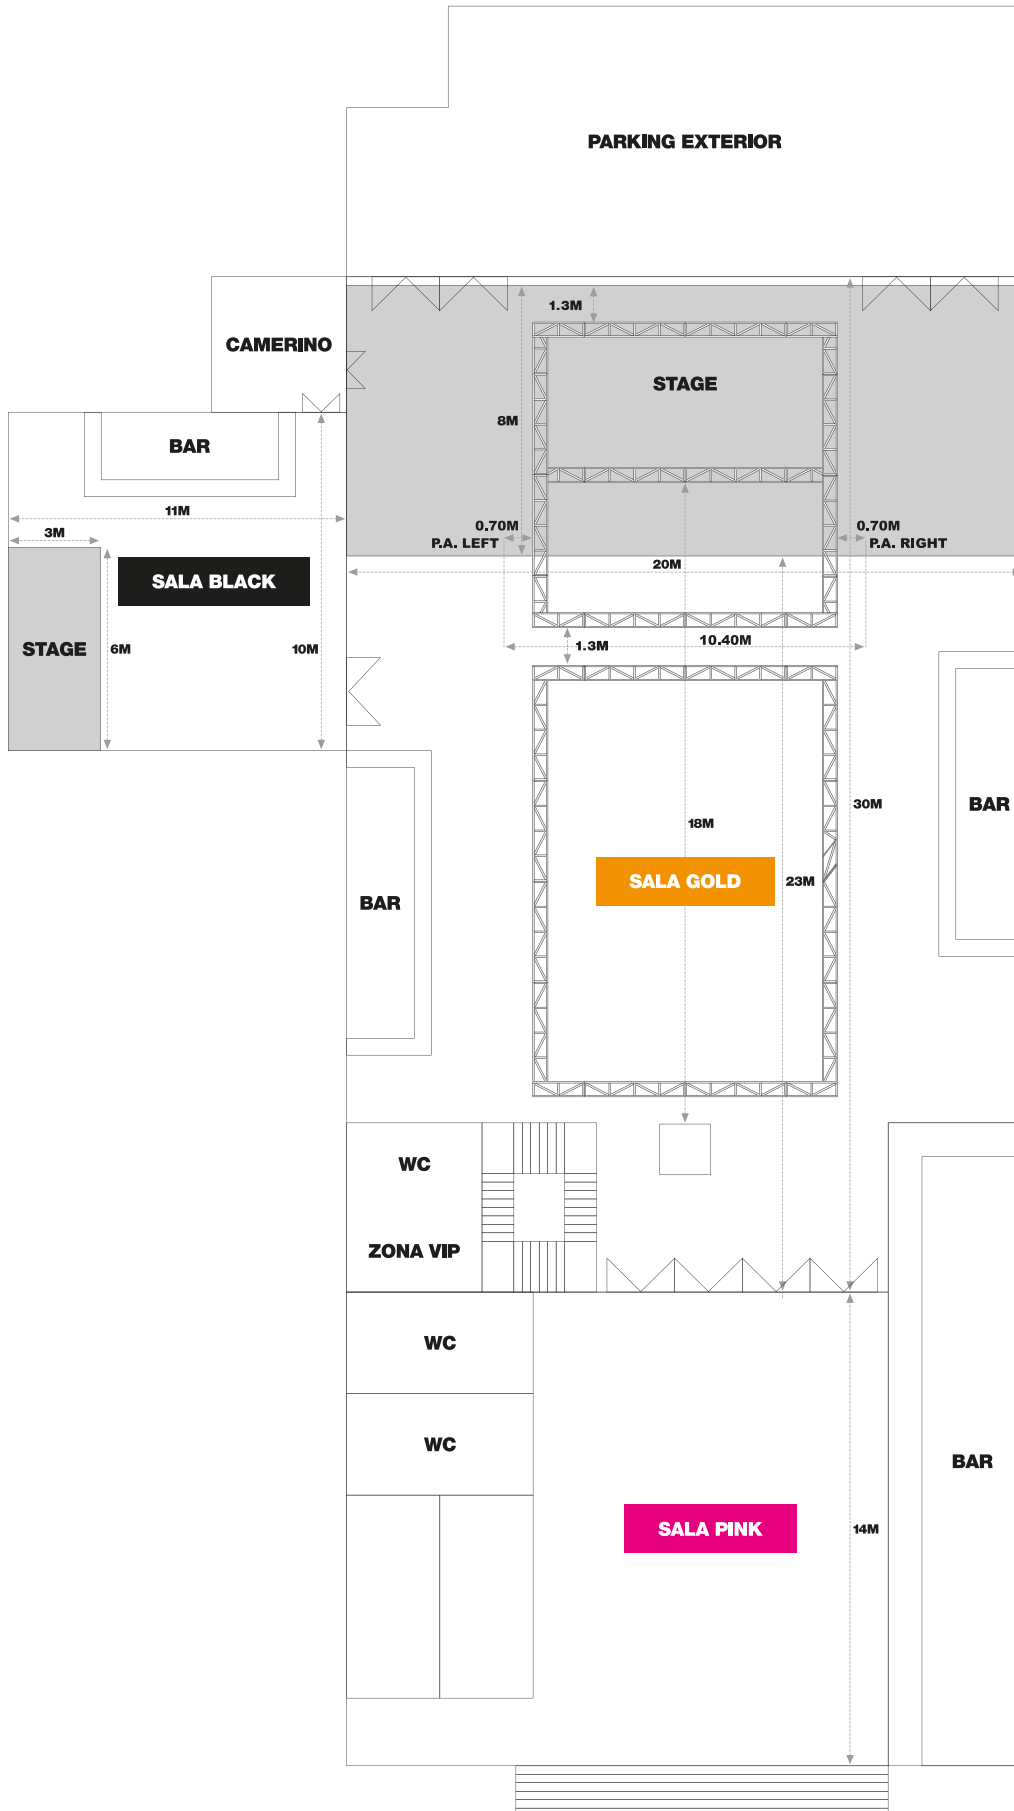 PARKING EXTERIOR
1.3M
CAMERINO
STAGE
8M
BAR
11M
0.70M
0.70M
3M
P.A. LEFT
P.A. RIGHT
20M
SALA BLACK
STAGE
6M
10M
1.3M
10.40M
BAR
30M
18M
SALA GOLD
23M
BAR
WC
ZONA VIP
WC
WC
BAR
SALA PINK
14M